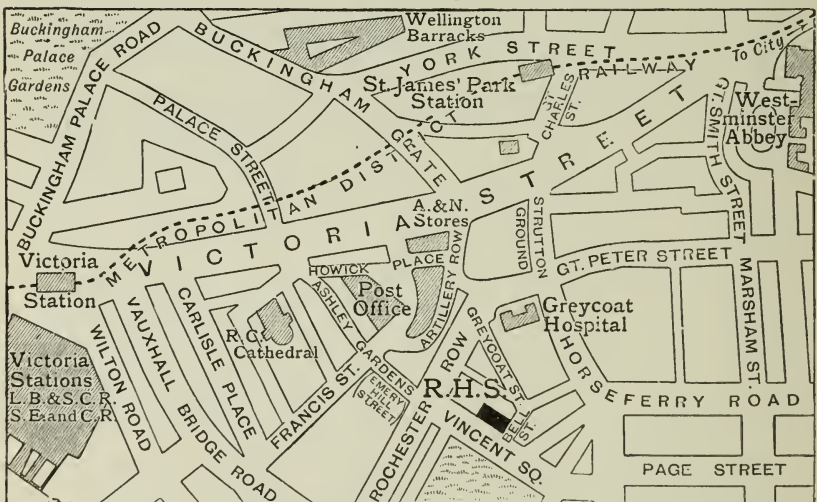 Buckingham
Palace
Gardens
BUCKINGHAM PALACE ROAD
BUCKINGHAM GATE
Wellington
Barracks
YORK STREET
St. James' Park
Station
RAILWAY
To City
ST
CHARLES
ST.
PALACE STREET
METROPOLITAN DISTRICT
VICTORIA STREET
GT. SMITH STREET
West-
minster
Abbey
A. & N.
Stores
STRUTTON
GROUND
Victoria
Station
HOWICK PLACE
Post
Office
ARTILLERY ROW
GT. PETER STREET
MARSHAM ST.
R.C.
Cathedral
ASHLEY GARDENS
GREYCOAT ST.
Greycoat
Hospital
CARLISLE PLACE
VAUXHALL BRIDGE ROAD
WILTON ROAD
Victoria
Stations
L.B. & S.C.R.
S.E. and C.R.
FRANCIS ST.
EMERY
HILL
STREET
ROCHESTER ROW
R.H.S.
BELL
ST.
HORSEFERRY ROAD
VINCENT SQ.
PAGE STREET